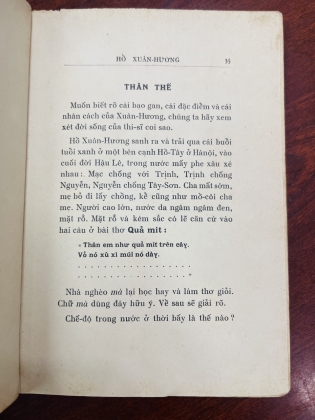 HỒ XUÂN-HƯƠNG 35
THÂN THẾ
Muốn biết rõ cái bao gan, cái đặc điểm và cái
nhân cách của Xuân-Hương, chúng ta hãy xem
xét đời sống của thi-sĩ coi sao.
Hồ Xuân-Hương sanh ra và trải qua cái buổi
tuổi xanh ở một bên cạnh Hồ-Tây ở Hànội, vào
cuối đời Hậu Lê, trong nước mấy phe xâu xé
nhau : Mạc chống với Trịnh, Trịnh chống
Nguyễn, Nguyễn chống Tây-Sơn. Cha mất sớm,
mẹ bỏ đi lấy chồng, kể cũng như mồ-côi cha
mẹ. Người cao lớn, nước da ngăm ngăm đen,
mặt rỗ. Mặt rỗ và kém sắc có lẽ căn cứ vào
hai câu ở bài thơ Quả mít :
« Thân em như quả mít trên cây.
Vỏ nó xù xì múi nó dày.
. . . . . . . . . . . . . . . . . .
. . . . . . . . . . . . . . . . . . »
Nhà nghèo mà lại học hay và làm thơ giỏi.
Chữ mà dùng đây hữu ý. Về sau sẽ giải rõ.
Chế-độ trong nước ở thời bấy là thế nào ?